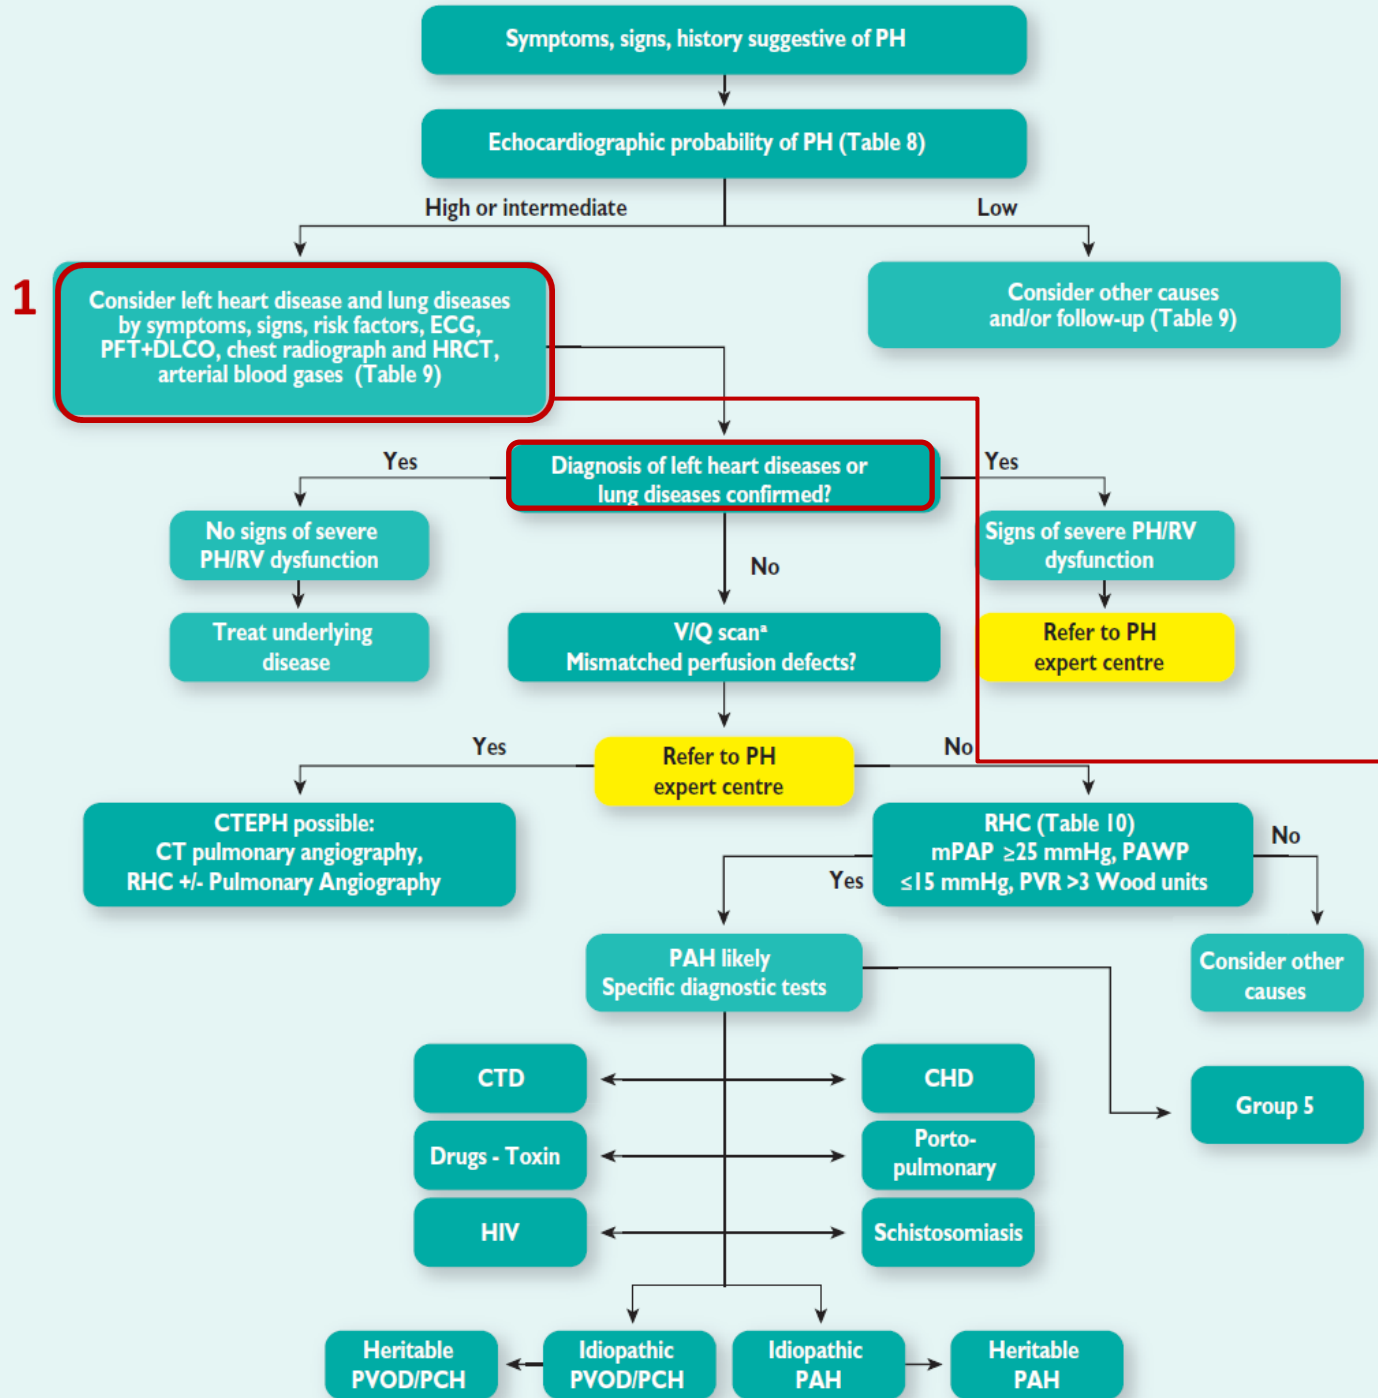 Symptoms, signs, history suggestive of PH
Echocardiographic probability of PH (Table 8)
High or intermediate
Low
1
Consider left heart disease and lung diseases
by symptoms, signs, risk factors, ECG,
PFT+DLCO, chest radiograph and HRCT,
arterial blood gases (Table 9)
Consider other causes
and/or follow-up (Table 9)
Yes
Diagnosis of left heart diseases or
lung diseases confirmed?
Yes
No signs of severe
PH/RV dysfunction
No
Signs of severe PH/RV
dysfunction
Treat underlying
disease
V/Q scanª
Mismatched perfusion defects?
Refer to PH
expert centre
Yes
Refer to PH
expert centre
No
CTEPH possible:
CT pulmonary angiography,
RHC +/- Pulmonary Angiography
RHC (Table 10)
mPAP ≥25 mmHg, PAWP
≤15 mmHg, PVR >3 Wood units
No
Yes
PAH likely
Specific diagnostic tests
Consider other
causes
CTD
CHD
Group 5
Drugs - Toxin
Porto-
pulmonary
HIV
Schistosomiasis
Heritable
PVOD/PCH
Idiopathic
PVOD/PCH
Idiopathic
PAH
Heritable
PAH